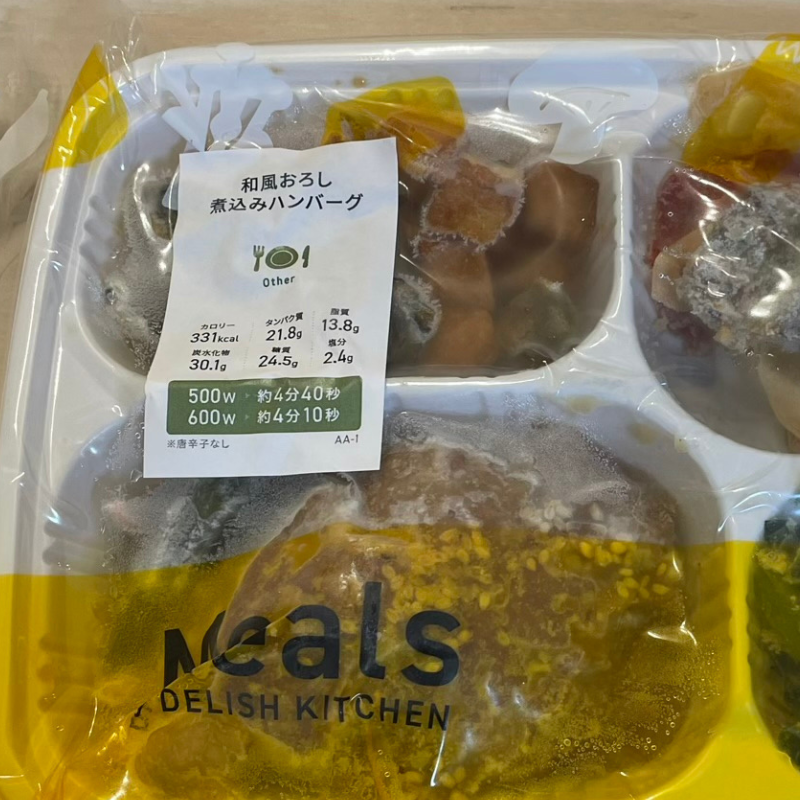 和風おろし
煮込みハンバーグ
Other
カロリー タンパク質 脂質
331kcal 21.8g 13.8g
炭水化物 糖質 塩分
30.1g 24.5g 2.4g
500W 約4分40秒
600W 約4分10秒
※唐辛子なし AA-1
Meals
DELISH KITCHEN